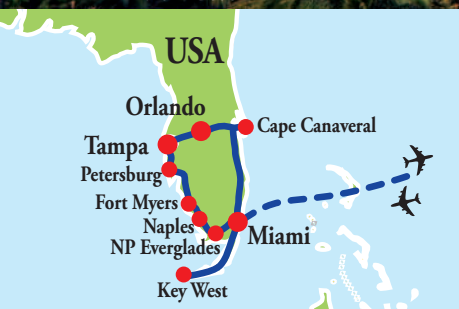 USA
Orlando
Cape Canaveral
Tampa
Petersburg
Fort Myers
Naples
NP Everglades
Miami
Key West